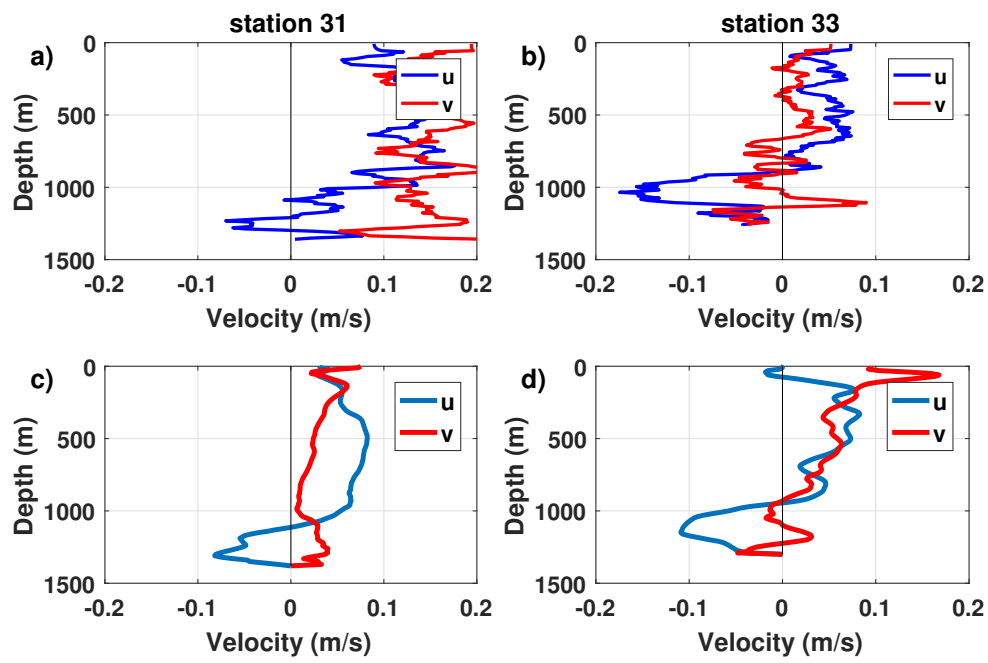 station 31
station 33
a)
b)
0
500
1000
1500
Depth (m)
u
v
-0.2
-0.1
0
0.1
0.2
Velocity (m/s)
0
500
1000
1500
Depth (m)
u
v
-0.2
-0.1
0
0.1
0.2
Velocity (m/s)
c)
d)
0
500
1000
1500
Depth (m)
u
v
-0.2
-0.1
0
0.1
0.2
Velocity (m/s)
0
500
1000
1500
Depth (m)
u
v
-0.2
-0.1
0
0.1
0.2
Velocity (m/s)